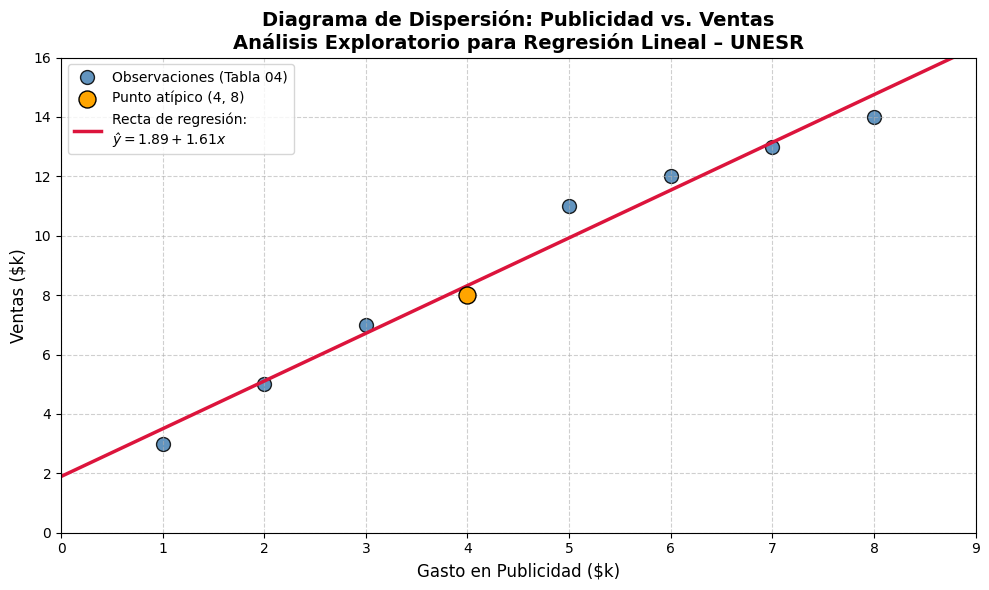 Diagrama de Dispersión: Publicidad vs. Ventas
Análisis Exploratorio para Regresión Lineal – UNESR
Observaciones (Tabla 04)
Punto atípico (4, 8)
Recta de regresión:
ŷ = 1.89 + 1.61x
Ventas ($k)
16
14
12
10
8
6
4
2
0
0 1 2 3 4 5 6 7 8 9
Gasto en Publicidad ($k)